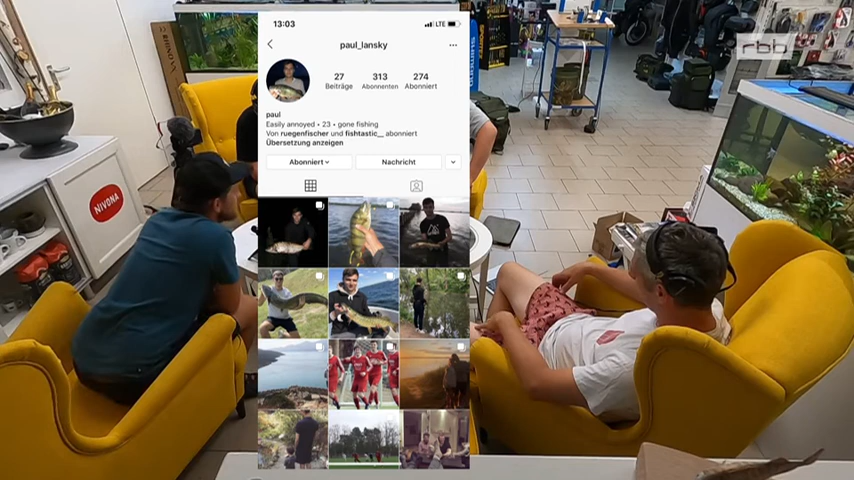 13:03
LTE
paul_lansky
27
313
274
Beiträge
Abonnenten
Abonniert
paul
Easily annoyed • 23 • gone fishing
Von ruegenfischer und fishtastic__ abonniert
Übersetzung anzeigen
Abonniert
Nachricht
rbb
NIVONA
SHIMANO